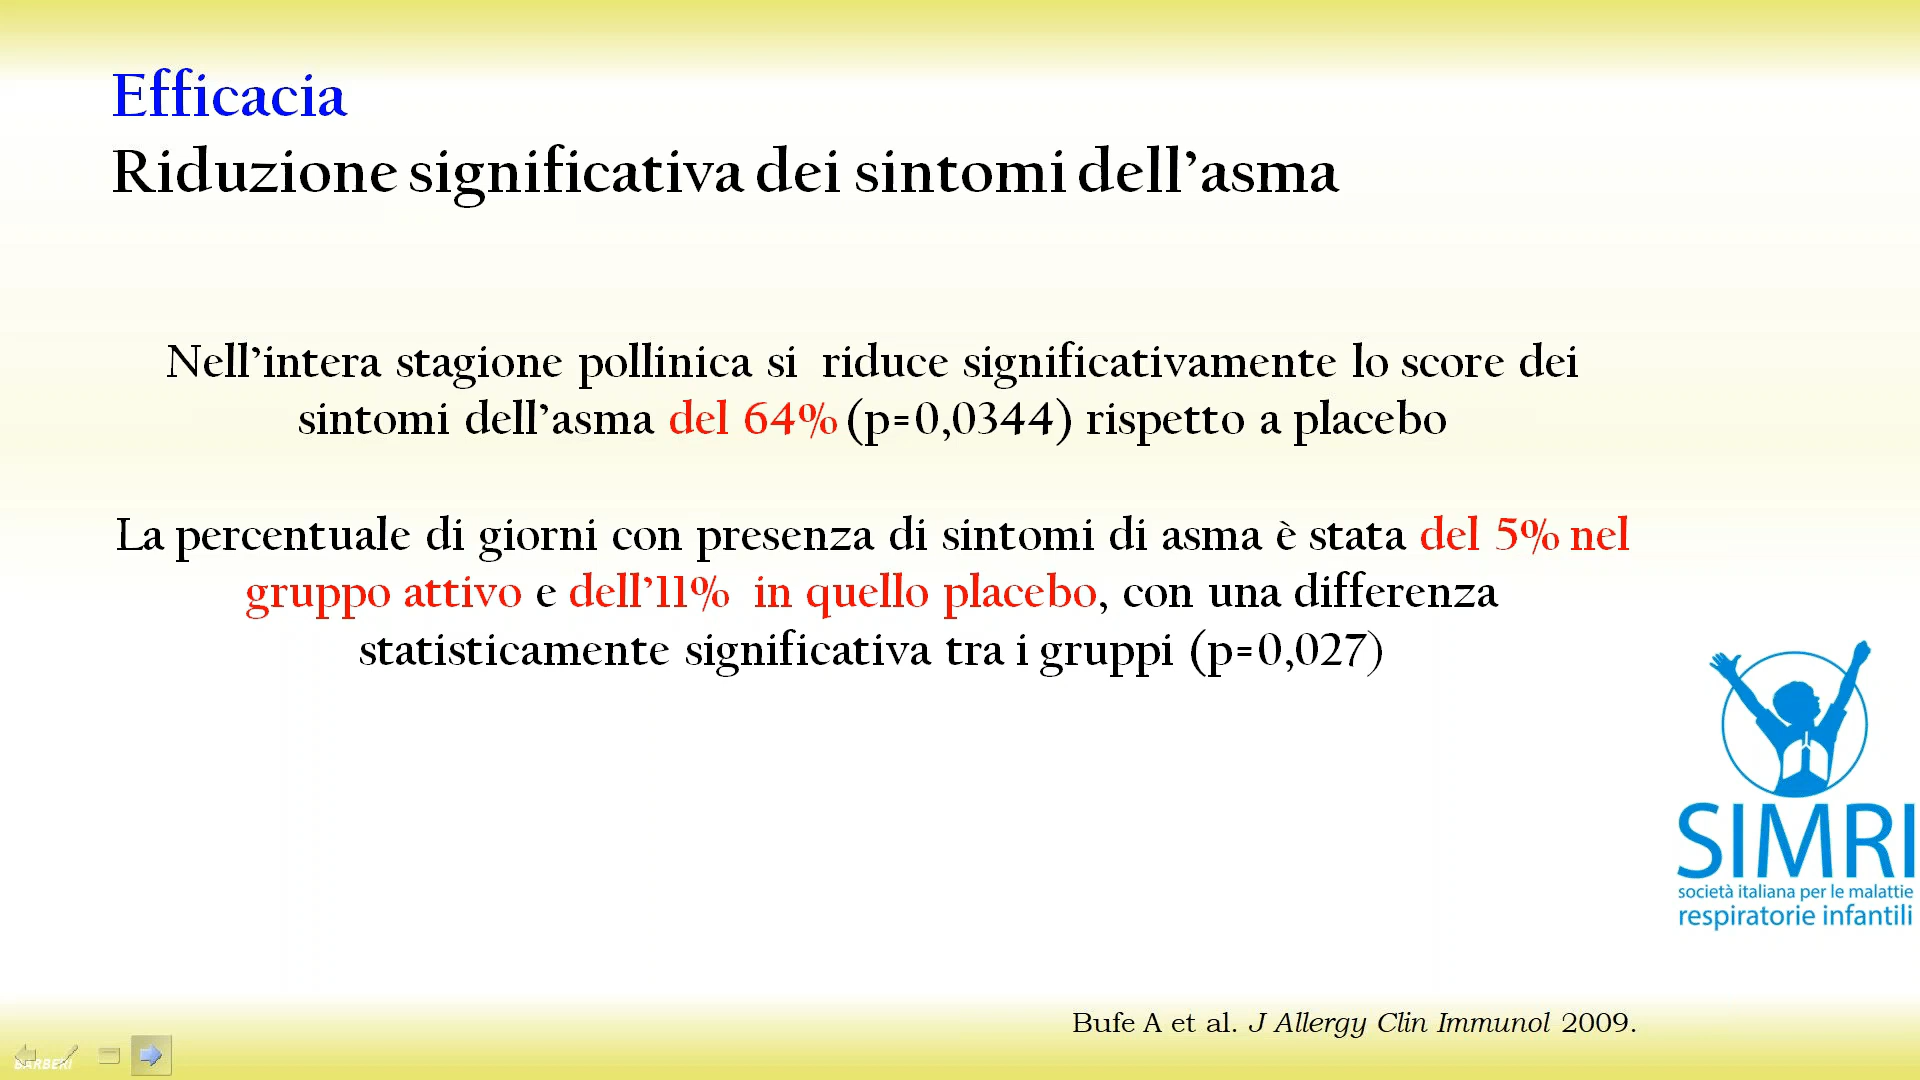 Efficacia
Riduzione significativa dei sintomi dell’asma
Nell’intera stagione pollinica si riduce significativamente lo score dei
sintomi dell’asma del 64% (p=0,0344) rispetto a placebo
La percentuale di giorni con presenza di sintomi di asma è stata del 5% nel
gruppo attivo e dell’11% in quello placebo, con una differenza
statisticamente significativa tra i gruppi (p=0,027)
SIMRI
società italiana per le malattie
respiratorie infantili
Bufe A et al. J Allergy Clin Immunol 2009.
BARBERI